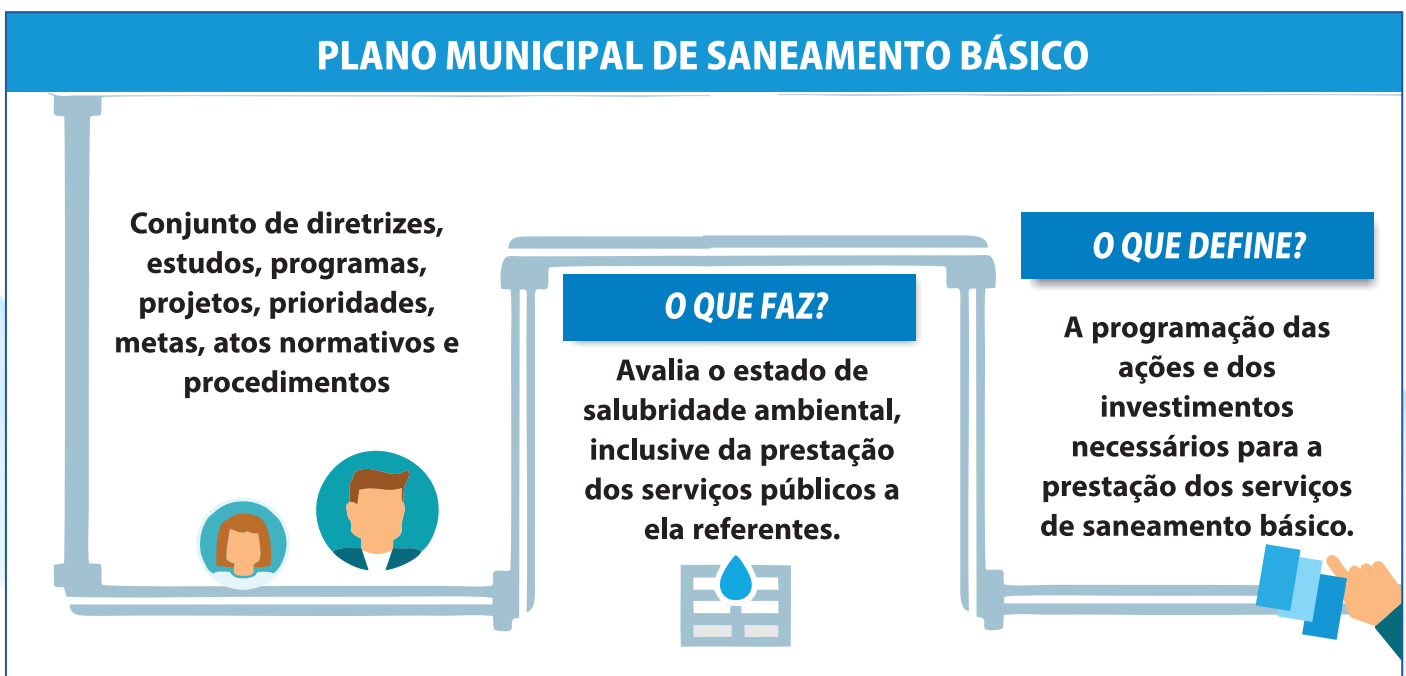 PLANO MUNICIPAL DE SANEAMENTO BÁSICO
Conjunto de diretrizes,
estudos, programas,
projetos, prioridades,
metas, atos normativos e
procedimentos
O QUE FAZ?
Avalia o estado de
salubridade ambiental,
inclusive da prestação
dos serviços públicos a
ela referentes.
O QUE DEFINE?
A programação das
ações e dos
investimentos
necessários para a
prestação dos serviços
de saneamento básico.